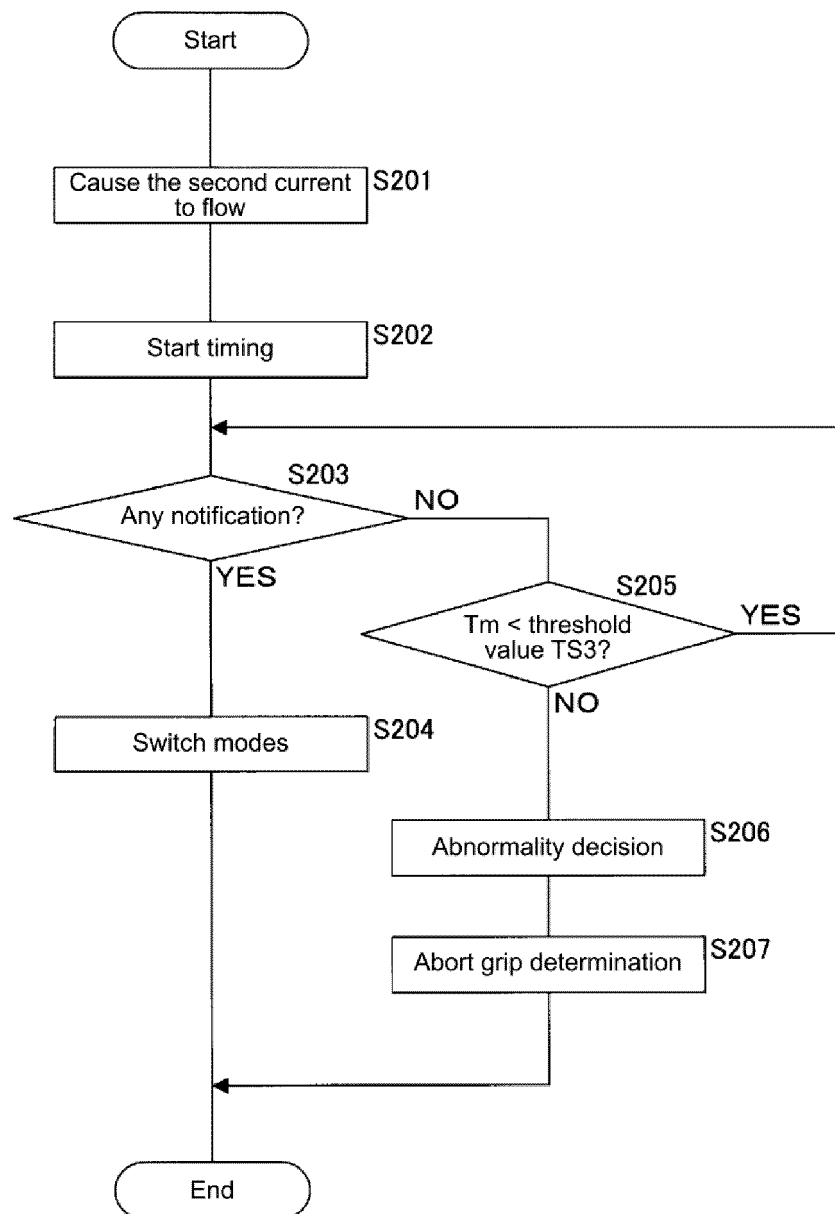 Start
Cause the second current
to flow
S201
Start timing
S202
S203
Any notification?
NO
YES
S205
Tm < threshold
value TS3?
YES
NO
Switch modes
S204
Abnormality decision
S206
Abort grip determination
S207
End